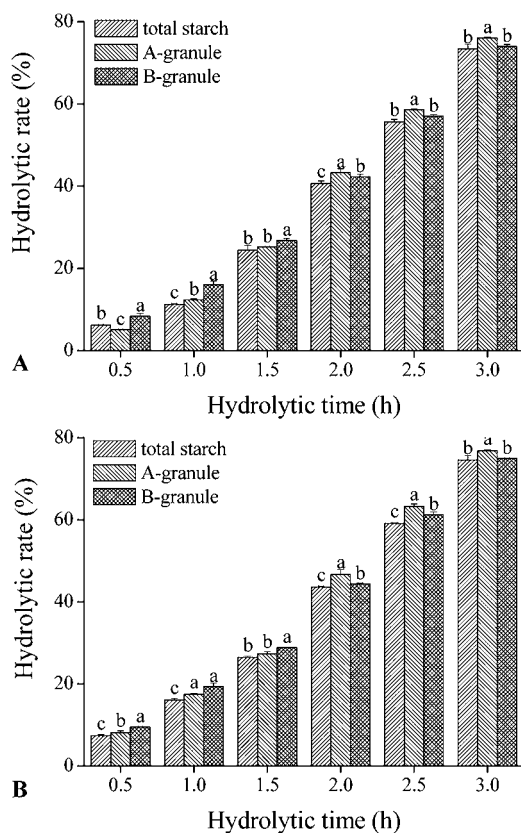 80
60
40
20
0
Hydrolytic rate (%)
total starch
A-granule
B-granule
b c a
c b a
b b a
c a b
b a b
b a b
0.5 1.0 1.5 2.0 2.5 3.0
A
Hydrolytic time (h)
80
60
40
20
0
Hydrolytic rate (%)
total starch
A-granule
B-granule
c b a
c a a
b b a
c a b
c a b
b a b
0.5 1.0 1.5 2.0 2.5 3.0
B
Hydrolytic time (h)